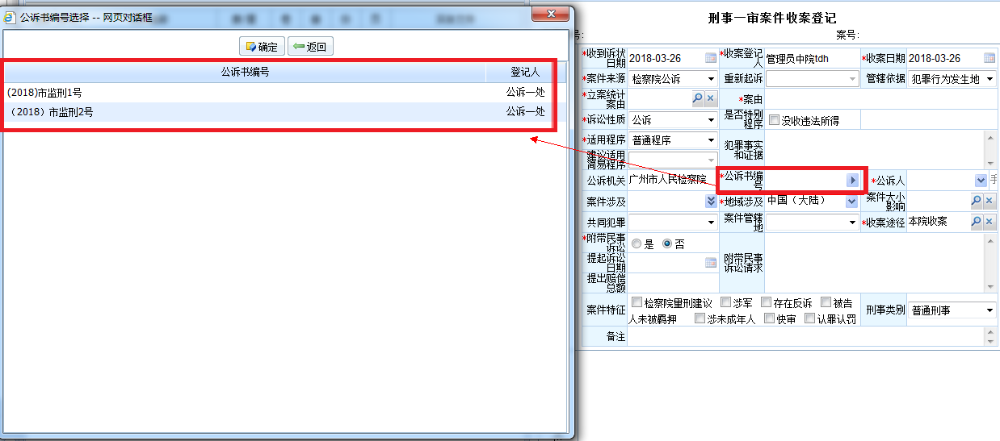 公诉书编号选择 -- 网页对话框
确定 返回
公诉书编号 登记人
(2018)市监刑1号 公诉一处
（2018）市监刑2号 公诉一处
刑事一审案件收案登记
号: 案号:
*收到诉状日期 2018-03-26 *收案登记人 管理员中院tdh *收案日期 2018-03-26
*案件来源 检察院公诉 重新起诉 管辖依据 犯罪行为发生地
*立案统计案由 *案由
*诉讼性质 公诉 是否特别程序 没收违法所得
*适用程序 普通程序 犯罪事实和证据
建议适用简易程序
公诉机关 广州市人民检察院 *公诉书编号 *公诉人 手
案件涉及 *地域涉及 中国（大陆） 案件大小影响
共同犯罪 案件管辖地 *收案途径 本院收案
*附带民事诉讼 是 否 附带民事诉讼请求
提起诉讼日期
提出赔偿总额
案件特征 检察院量刑建议 涉军 存在反诉 被告 刑事类别 普通刑事
人未被羁押 涉未成年人 快审 认罪认罚
备注